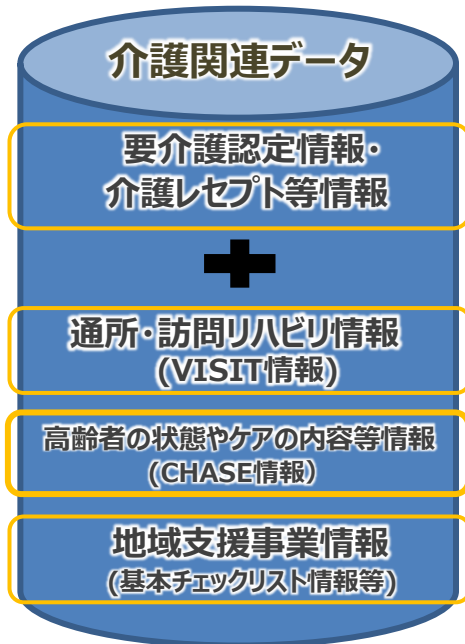 介護関連データ
要介護認定情報・
介護レセプト等情報
通所・訪問リハビリ情報
(VISIT情報)
高齢者の状態やケアの内容等情報
(CHASE情報）
地域支援事業情報
(基本チェックリスト情報等)